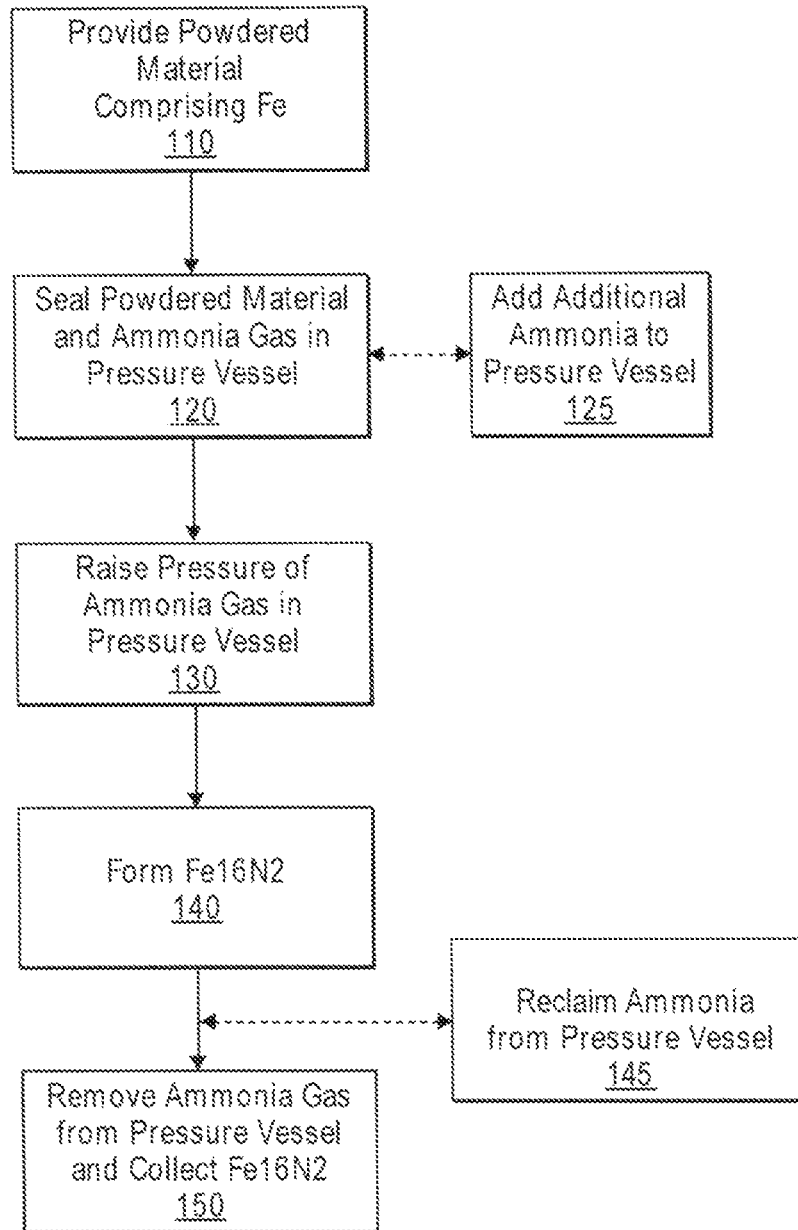 Provide Powdered
Material
Comprising Fe
110
Seal Powdered Material
and Ammonia Gas in
Pressure Vessel
120
Add Additional
Ammonia to
Pressure Vessel
125
Raise Pressure of
Ammonia Gas in
Pressure Vessel
130
Form Fe16N2
140
Reclaim Ammonia
from Pressure Vessel
145
Remove Ammonia Gas
from Pressure Vessel
and Collect Fe16N2
150